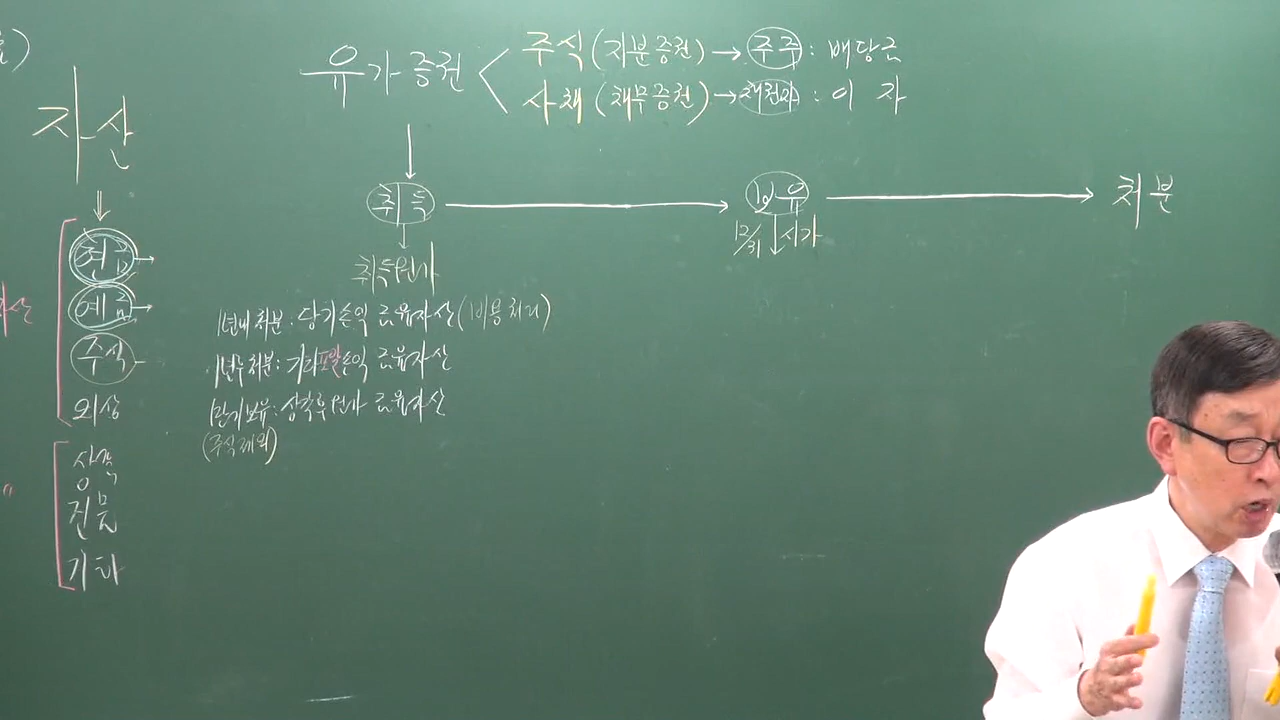 자산
현금
예금
주식
외상
상품
건물
기타
유가증권
주식 (지분증권) → 주주 : 배당금
사채 (채무증권) → 채권자 : 이자
취득 → 보유 → 처분
12/31 시가
취득원가
1년내 처분 : 당기손익 금융자산 (비용처리)
1년후 처분 : 기타포괄손익 금융자산
만기보유 : 상각후원가 금융자산
(주식제외)